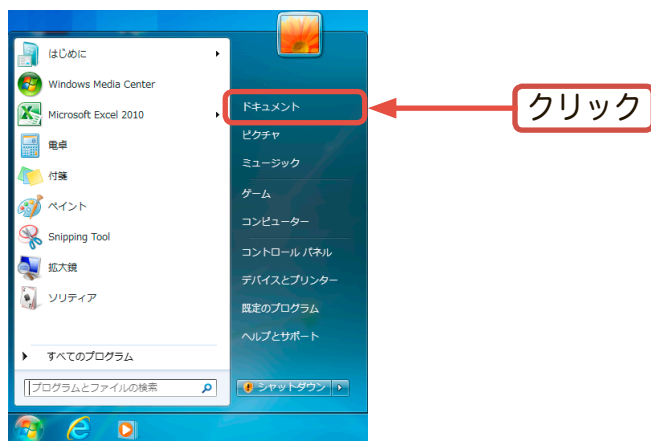 はじめに
Windows Media Center
Microsoft Excel 2010
電卓
付箋
ペイント
Snipping Tool
拡大鏡
ソリティア
すべてのプログラム
プログラムとファイルの検索
ドキュメント
ピクチャ
ミュージック
ゲーム
コンピューター
コントロール パネル
デバイスとプリンター
既定のプログラム
ヘルプとサポート
シャットダウン
クリック